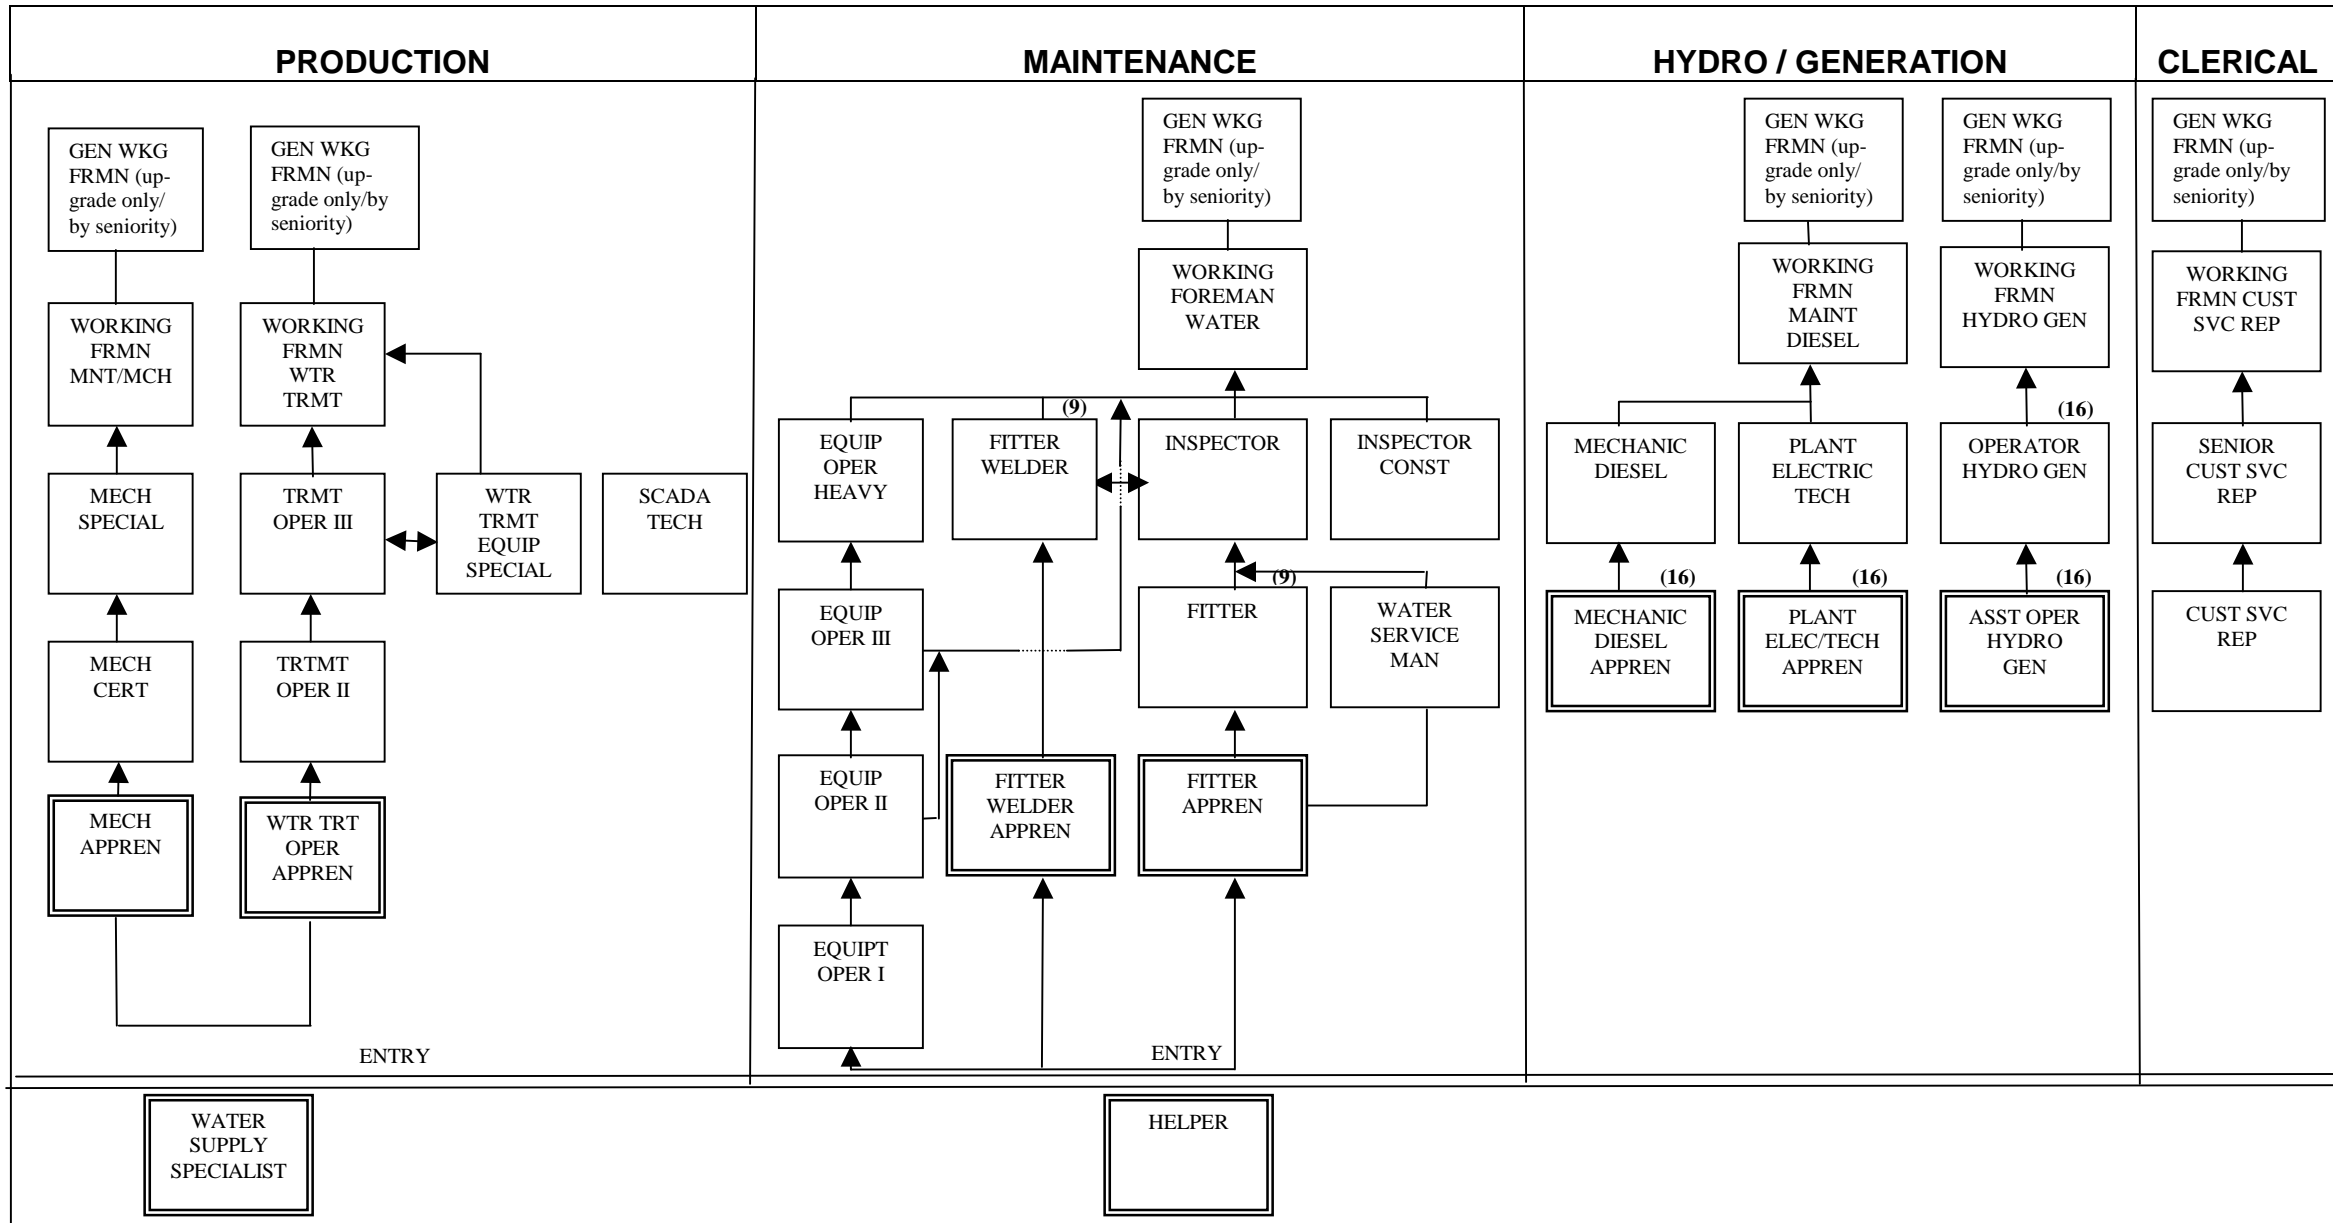 PRODUCTION
MAINTENANCE
HYDRO / GENERATION
CLERICAL
GEN WKG
FRMN (up-
grade only/
by seniority)
GEN WKG
FRMN (up-
grade only/by
seniority)
WORKING
FRMN
MNT/MCH
WORKING
FRMN
WTR
TRMT
MECH
SPECIAL
TRMT
OPER III
WTR
TRMT
EQUIP
SPECIAL
SCADA
TECH
MECH
CERT
TRTMT
OPER II
MECH
APPREN
WTR TRT
OPER
APPREN
ENTRY
GEN WKG
FRMN (up-
grade only/
by seniority)
WORKING
FOREMAN
WATER
EQUIP
OPER
HEAVY
(9)
FITTER
WELDER
INSPECTOR
INSPECTOR
CONST
EQUIP
OPER III
(9)
FITTER
WATER
SERVICE
MAN
EQUIP
OPER II
FITTER
WELDER
APPREN
FITTER
APPREN
EQUIPT
OPER I
ENTRY
GEN WKG
FRMN (up-
grade only/
by seniority)
GEN WKG
FRMN (up-
grade only/by
seniority)
WORKING
FRMN
MAINT
DIESEL
WORKING
FRMN
HYDRO GEN
MECHANIC
DIESEL
PLANT
ELECTRIC
TECH
(16)
OPERATOR
HYDRO GEN
(16)
MECHANIC
DIESEL
APPREN
(16)
PLANT
ELEC/TECH
APPREN
(16)
ASST OPER
HYDRO
GEN
GEN WKG
FRMN (up-
grade only/by
seniority)
WORKING
FRMN CUST
SVC REP
SENIOR
CUST SVC
REP
CUST SVC
REP
WATER
SUPPLY
SPECIALIST
HELPER